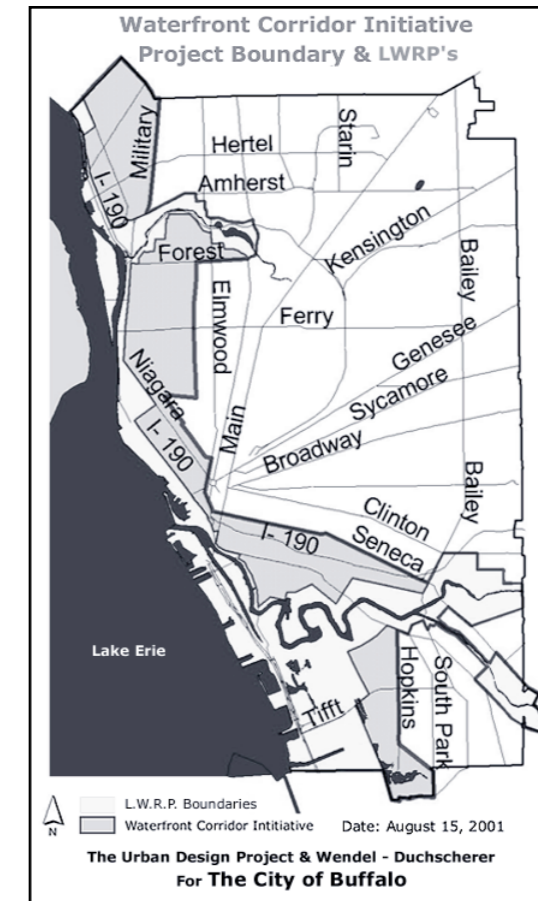 Waterfront Corridor Initiative
Project Boundary & LWRP's
Military
Hertel
Starin
Amherst
I- 190
Kensington
Forest
Bailey
Elmwood
Ferry
Genesee
Niagara
Sycamore
Main
I- 190
Broadway
Bailey
Clinton
I- 190
Seneca
Lake Erie
Hopkins
South Park
Tifft
L.W.R.P. Boundaries
N
Waterfront Corridor Intitiative
Date: August 15, 2001
The Urban Design Project & Wendel - Duchscherer
For The City of Buffalo